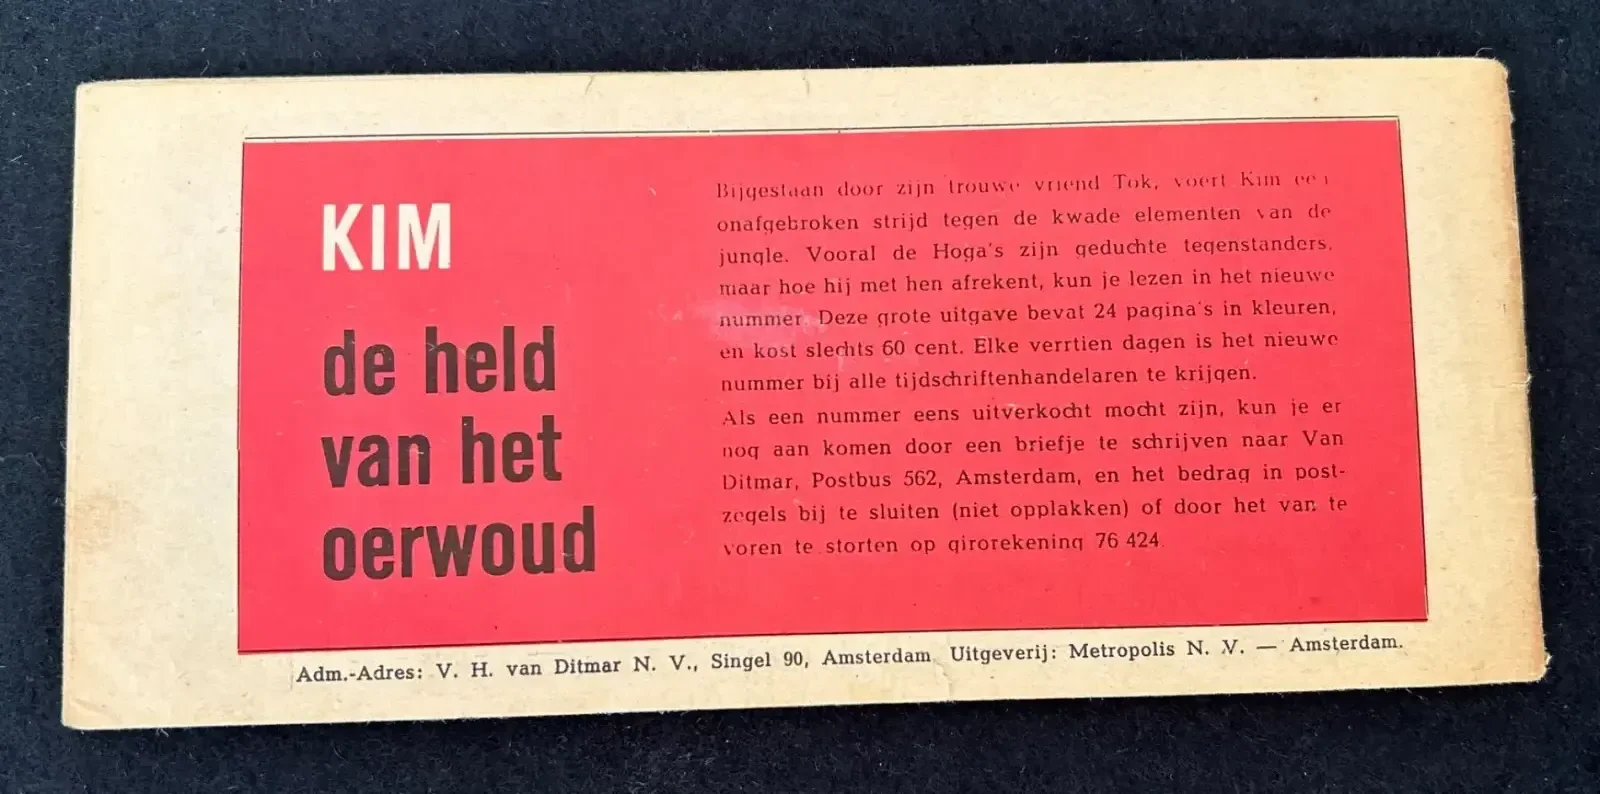 KIM
de held
van het
oerwoud
Bijgestaan door zijn trouwe vriend Tok, voert Kim een
onafgebroken strijd tegen de kwade elementen van de
jungle. Vooral de Hoga's zijn geduchte tegenstanders,
maar hoe hij met hen afrekent, kun je lezen in het nieuwe
nummer. Deze grote uitgave bevat 24 pagina's in kleuren,
en kost slechts 60 cent. Elke verrtien dagen is het nieuwe
nummer bij alle tijdschriftenhandelaren te krijgen.
Als een nummer eens uitverkocht mocht zijn, kun je er
nog aan komen door een briefje te schrijven naar Van
Ditmar, Postbus 562, Amsterdam, en het bedrag in post-
zegels bij te sluiten (niet opplakken) of door het van te
voren te storten op girorekening 76 424.
Adm.-Adres: V. H. van Ditmar N. V., Singel 90, Amsterdam Uitgeverij: Metropolis N. V. — Amsterdam.